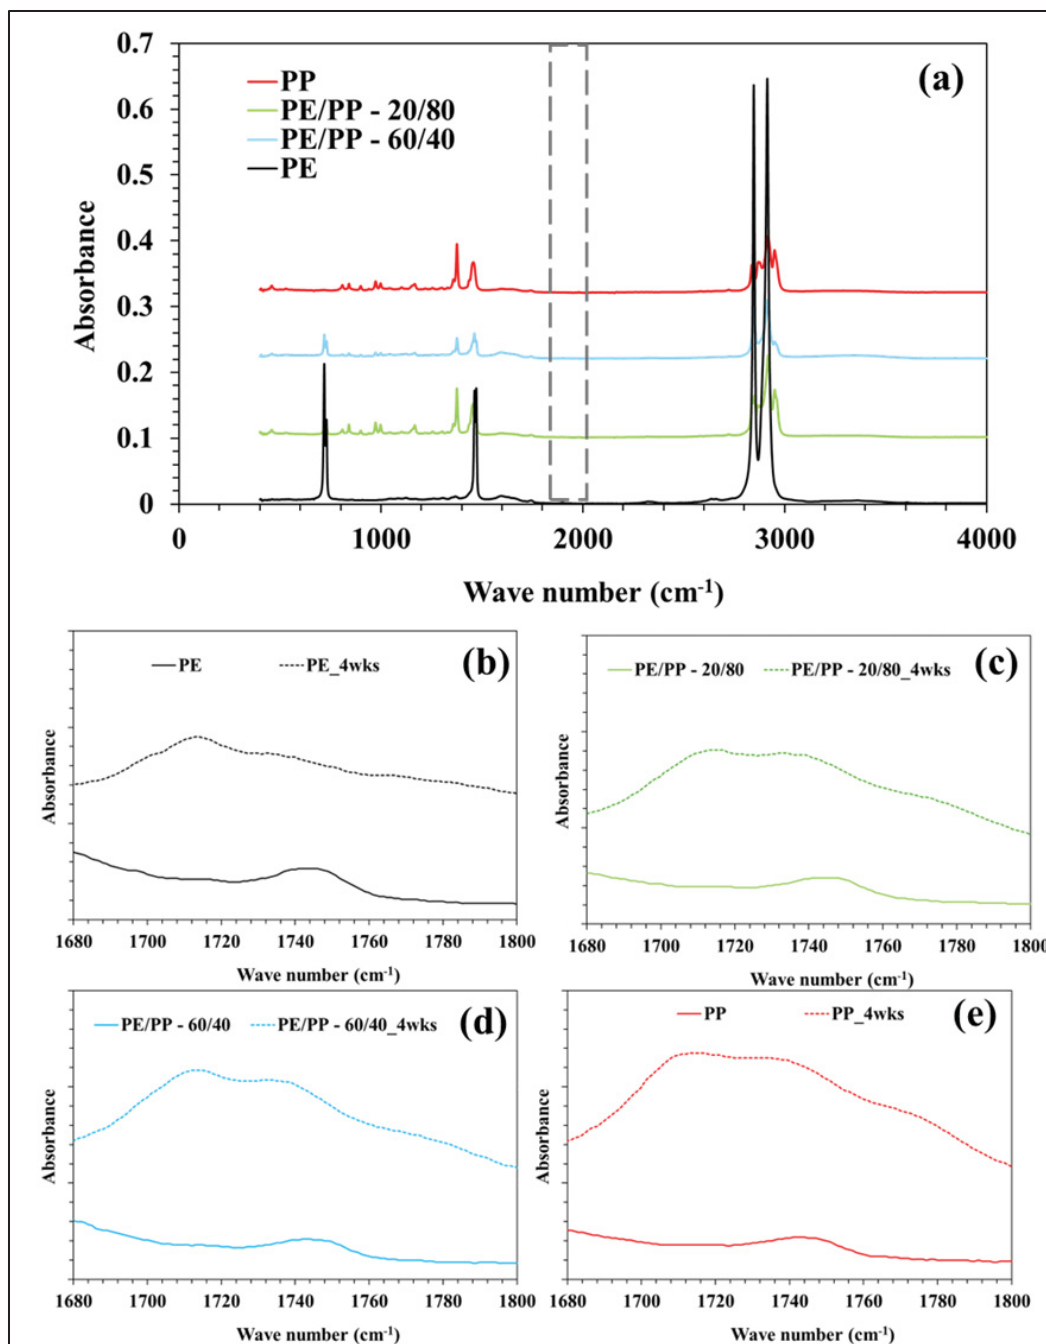 (a)
PP
PE/PP - 20/80
PE/PP - 60/40
PE
Absorbance
0.7
0.6
0.5
0.4
0.3
0.2
0.1
0
0 1000 2000 3000 4000
Wave number (cm-1)
(b)
PE PE_4wks
Absorbance
1680 1700 1720 1740 1760 1780 1800
Wave number (cm-1)
(c)
PE/PP - 20/80 PE/PP - 20/80_4wks
Absorbance
1680 1700 1720 1740 1760 1780 1800
Wave number (cm-1)
(d)
PE/PP - 60/40 PE/PP - 60/40_4wks
Absorbance
1680 1700 1720 1740 1760 1780 1800
Wave number (cm-1)
(e)
PP PP_4wks
Absorbance
1680 1700 1720 1740 1760 1780 1800
Wave number (cm-1)